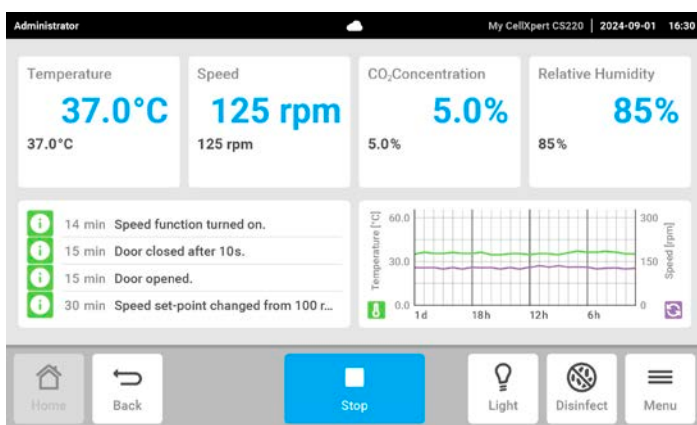 Administrator
My CellXpert CS220 | 2024-09-01 16:30
Temperature
37.0°C
37.0°C
Speed
125 rpm
125 rpm
CO₂Concentration
5.0%
5.0%
Relative Humidity
85%
85%
14 min Speed function turned on.
15 min Door closed after 10s.
15 min Door opened.
30 min Speed set-point changed from 100 r...
Temperature [°C]
60.0
30.0
0.0
1d 18h 12h 6h
300
150
0
Speed [rpm]
Home
Back
Stop
Light
Disinfect
Menu